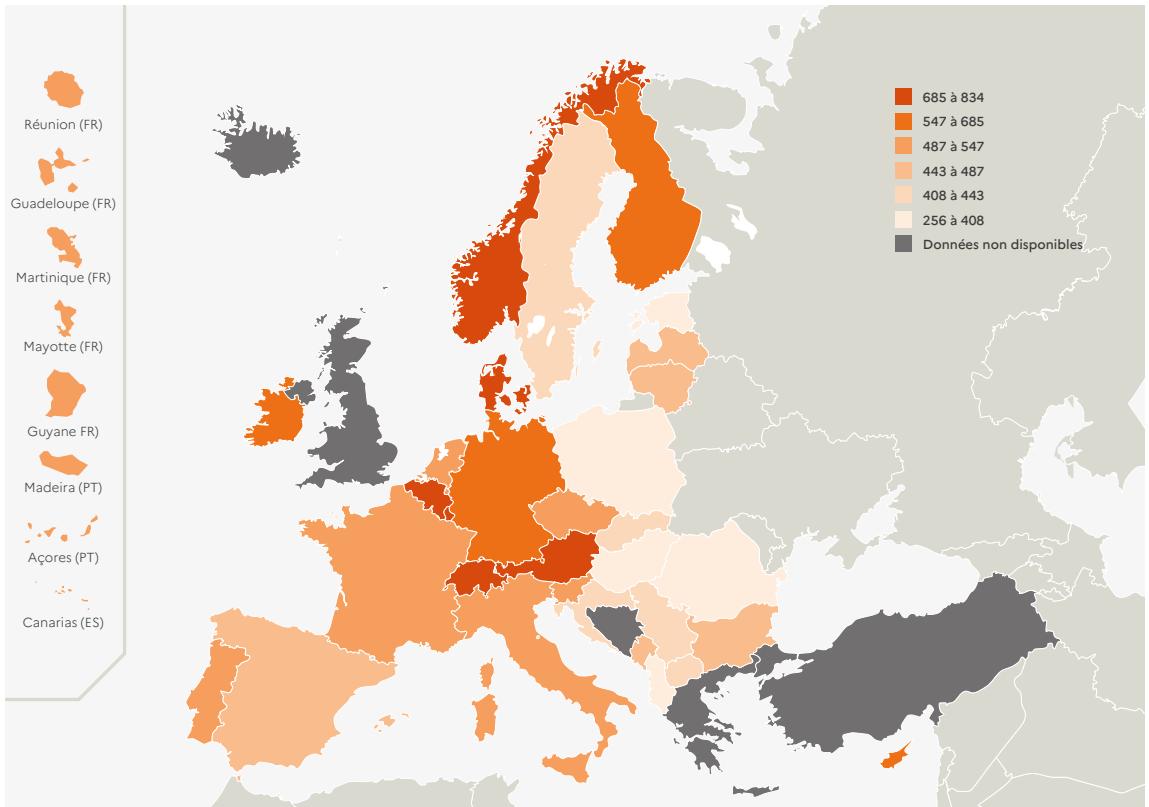 Réunion (FR)
Guadeloupe (FR)
Martinique (FR)
Mayotte (FR)
Guyane FR)
Madeira (PT)
Açores (PT)
Canarias (ES)
685 à 834
547 à 685
487 à 547
443 à 487
408 à 443
256 à 408
Données non disponibles